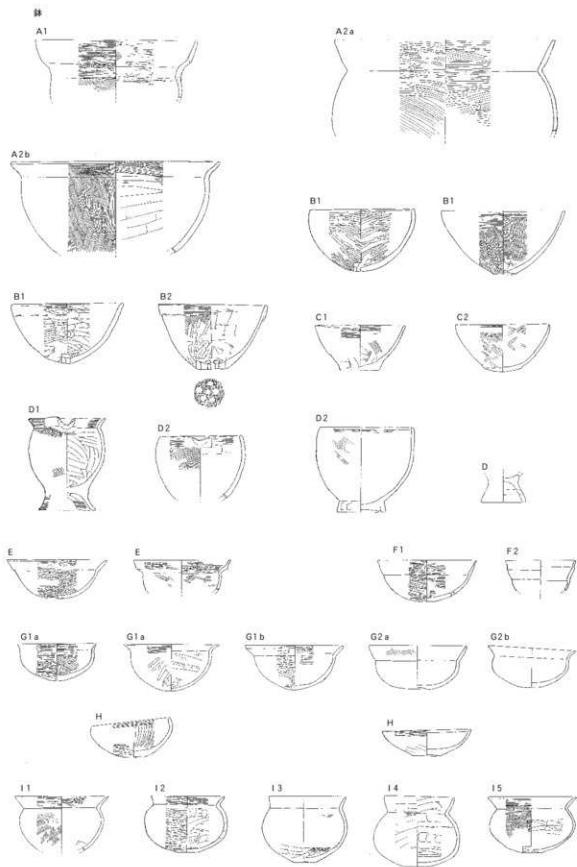 鉢
A1 A2a
A2b
B1 B1
B1 B2 C1 C2
D1 D2 D2 D
E E F1 F2
G1a G1a G1b G2a G2b
H H
I1 I2 I3 I4 I5